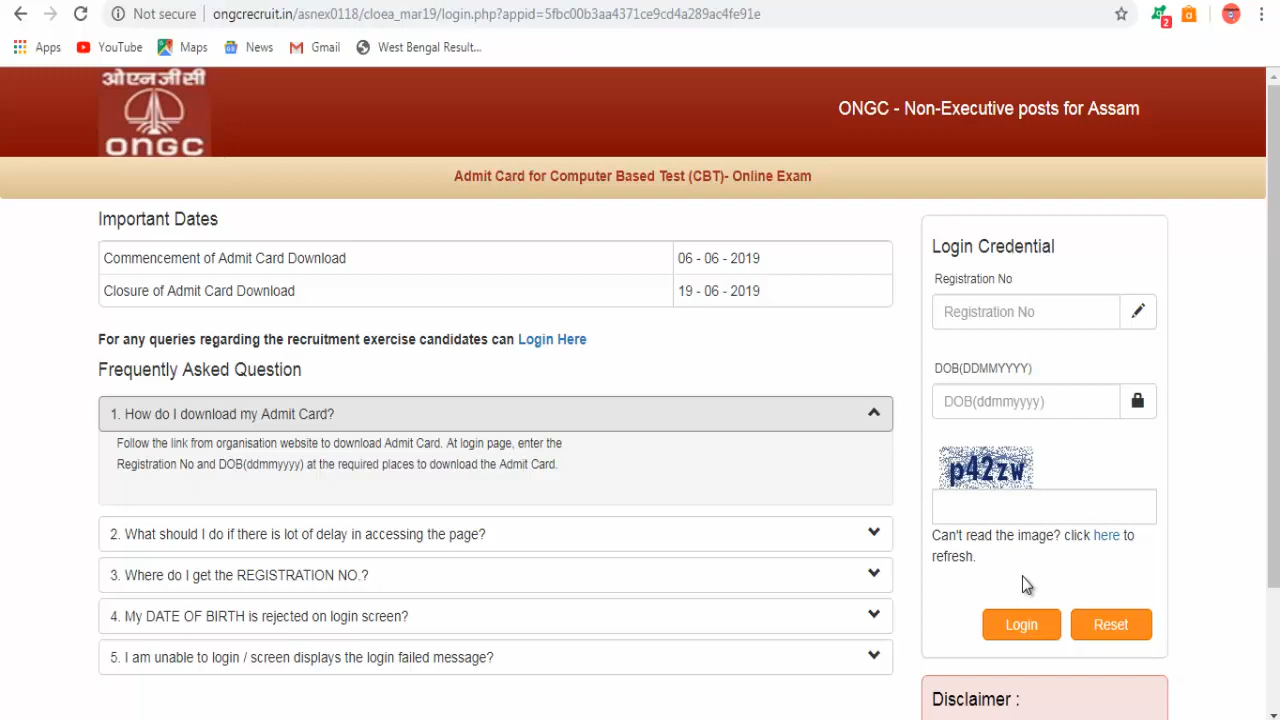 Not secure
ongcrecruit.in/asnex0118/cloea_mar19/login.php?appid=5fbc00b3aa4371ce9cd4a289ac4fe91e
2
Apps
YouTube
Maps
News
Gmail
West Bengal Result...
ओएनजीसी
ONGC
ONGC - Non-Executive posts for Assam
Admit Card for Computer Based Test (CBT)- Online Exam
Important Dates
Commencement of Admit Card Download 06 - 06 - 2019
Closure of Admit Card Download 19 - 06 - 2019
For any queries regarding the recruitment exercise candidates can Login Here
Frequently Asked Question
1. How do I download my Admit Card?
Follow the link from organisation website to download Admit Card. At login page, enter the
Registration No and DOB(ddmmyyyy) at the required places to download the Admit Card.
2. What should I do if there is lot of delay in accessing the page?
3. Where do I get the REGISTRATION NO.?
4. My DATE OF BIRTH is rejected on login screen?
5. I am unable to login / screen displays the login failed message?
Login Credential
Registration No
Registration No
DOB(DDMMYYYY)
DOB(ddmmyyyy)
p42zw
Can't read the image? click here to
refresh.
Login
Reset
Disclaimer :